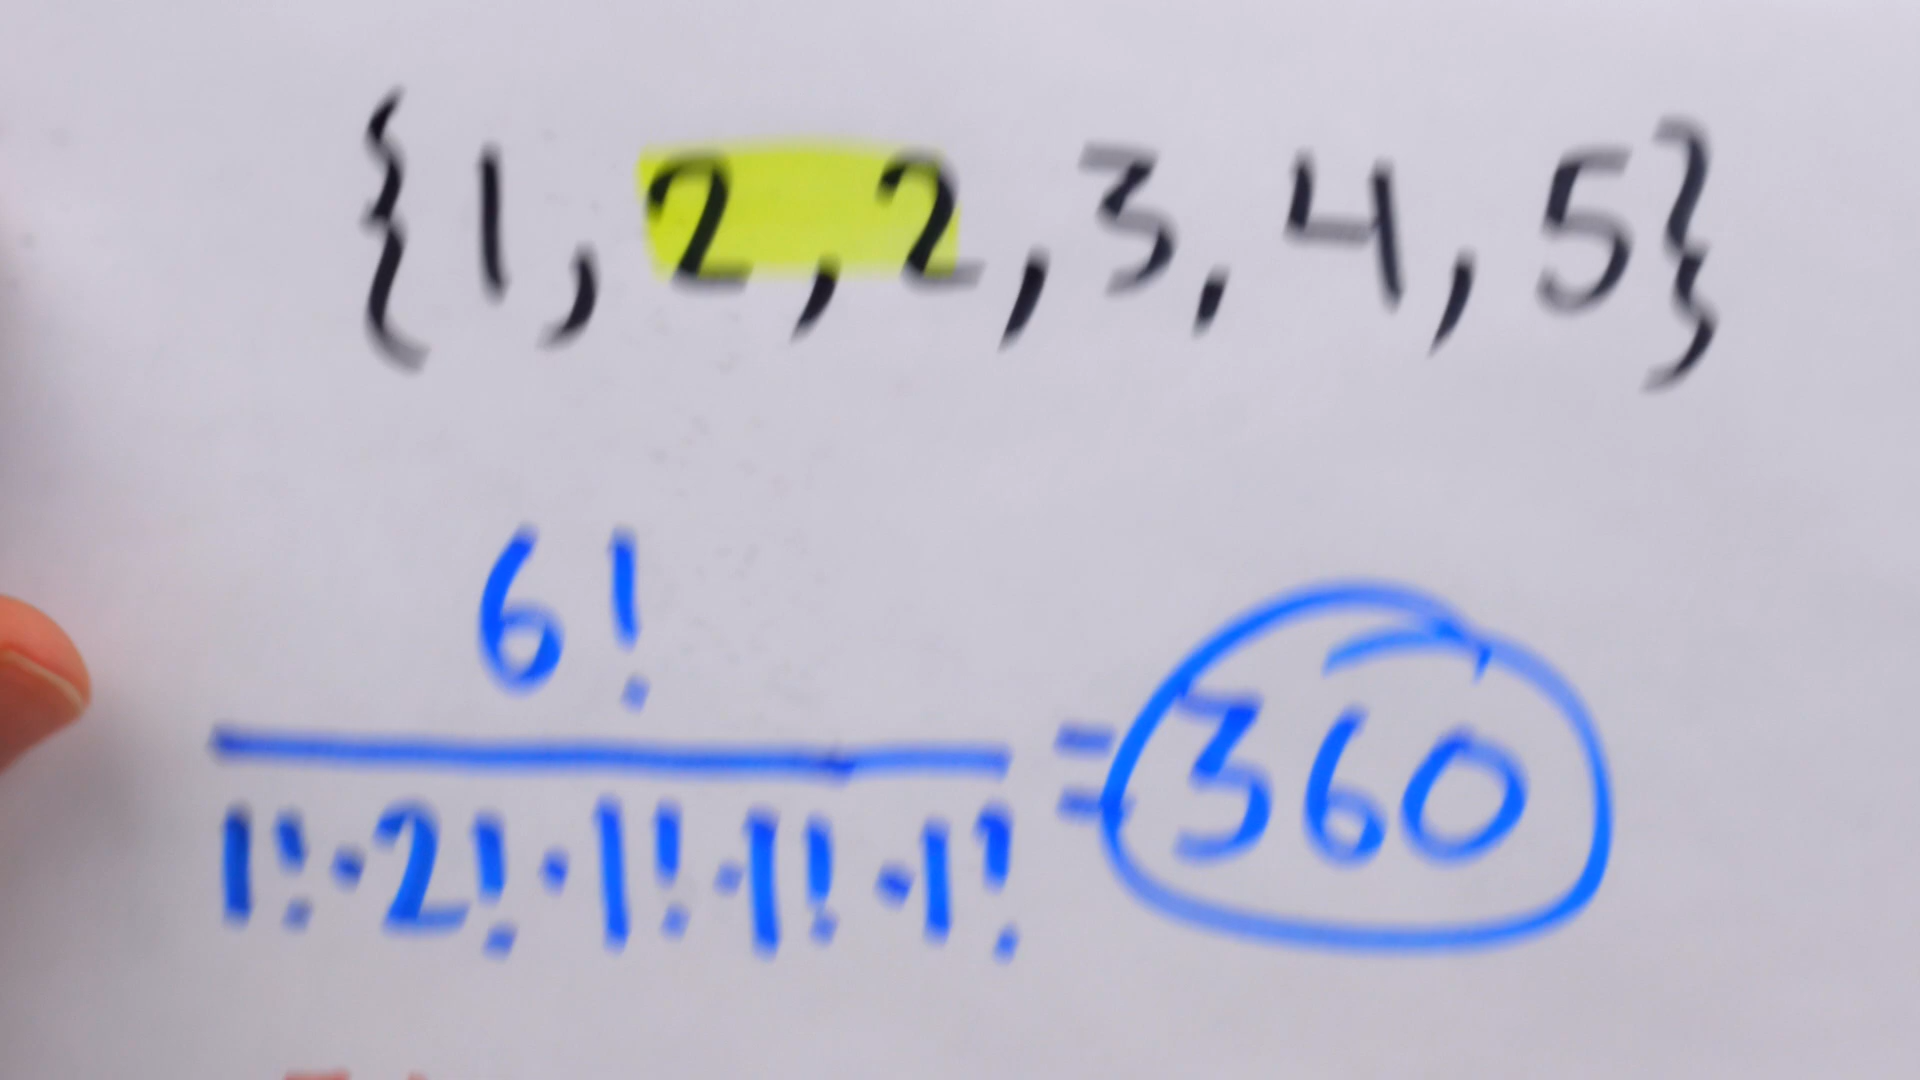 {1, 2, 2, 3, 4, 5}
6!
1!·2!·1!·1!·1! = 360